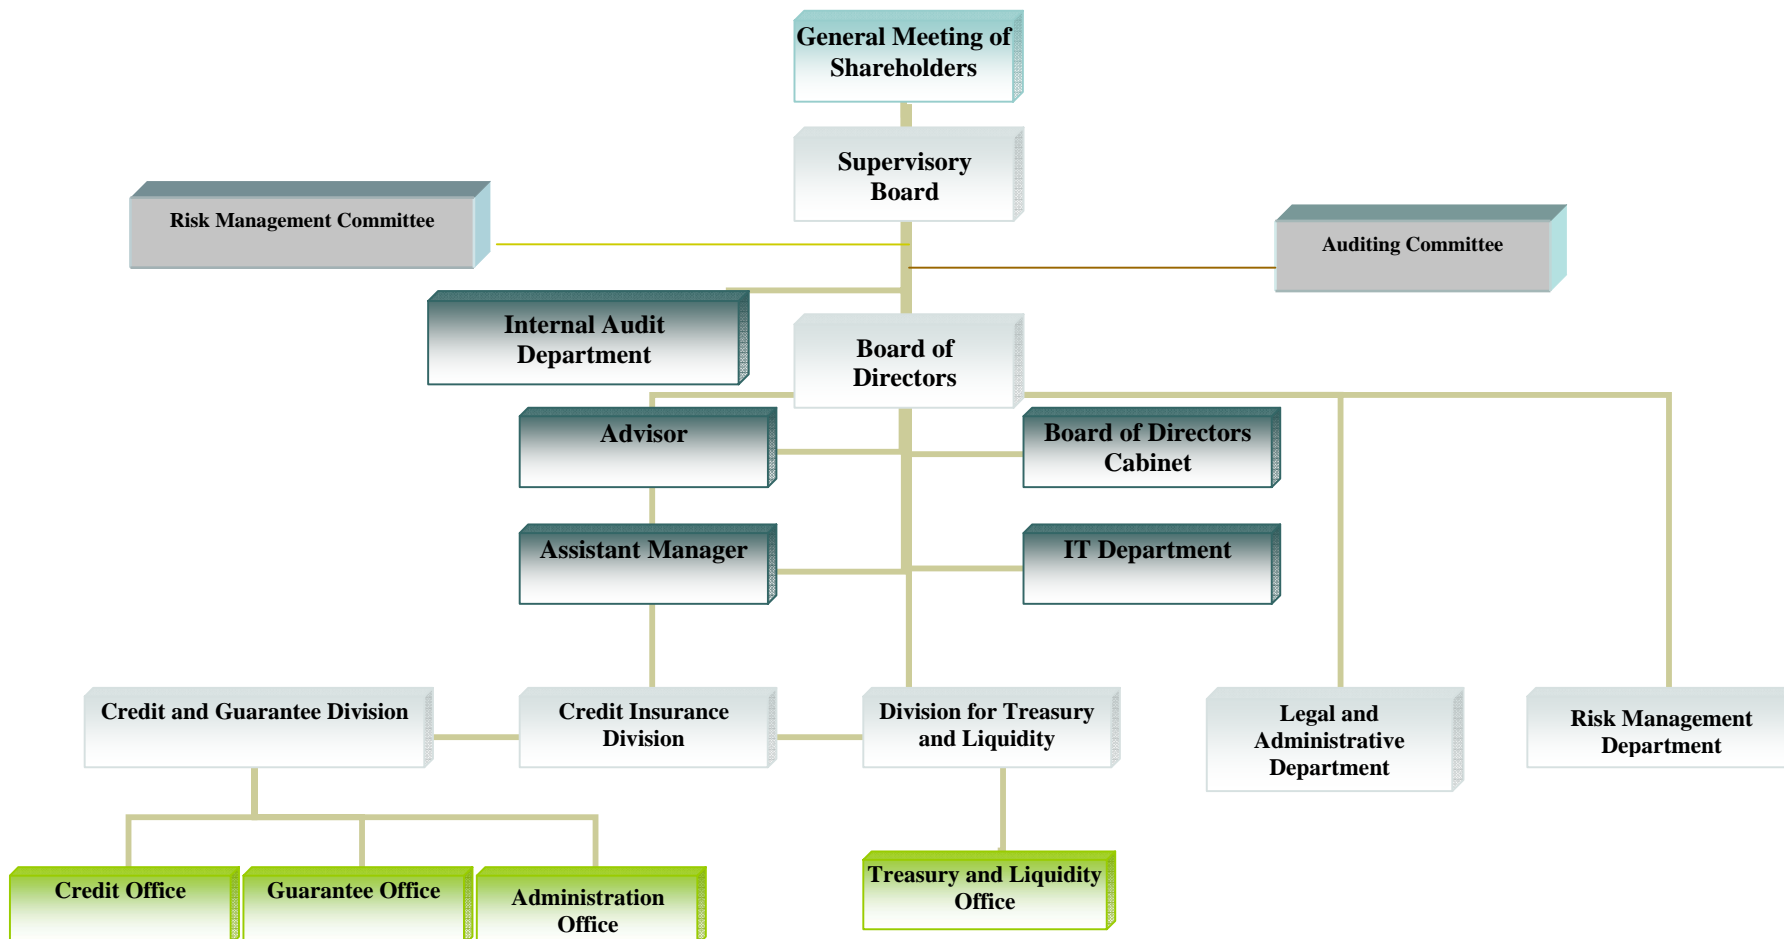 General Meeting of
Shareholders
Supervisory
Board
Risk Management Committee
Auditing Committee
Internal Audit
Department
Board of
Directors
Advisor
Board of Directors
Cabinet
Assistant Manager
IT Department
Credit and Guarantee Division
Credit Insurance
Division
Division for Treasury
and Liquidity
Legal and
Administrative
Department
Risk Management
Department
Credit Office
Guarantee Office
Administration
Office
Treasury and Liquidity
Office